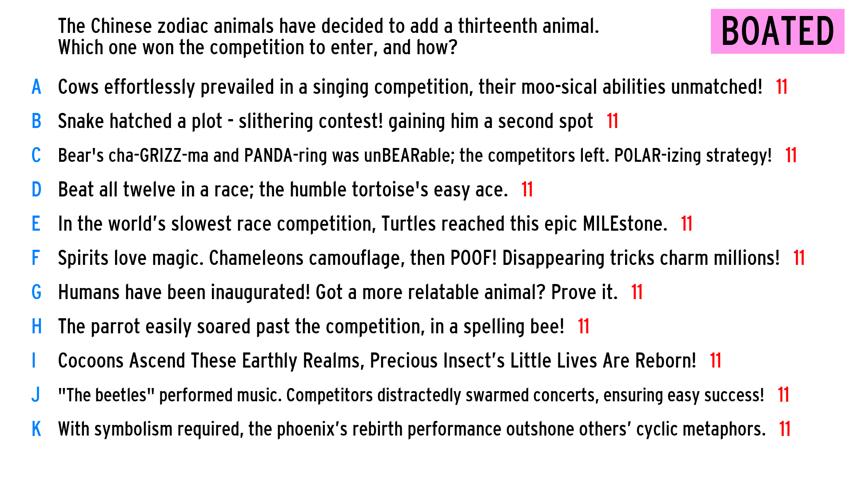 The Chinese zodiac animals have decided to add a thirteenth animal.
Which one won the competition to enter, and how?
BOATED
A Cows effortlessly prevailed in a singing competition, their moo-sical abilities unmatched! 11
B Snake hatched a plot - slithering contest! gaining him a second spot 11
C Bear's cha-GRIZZ-ma and PANDA-ring was unBEARable; the competitors left. POLAR-izing strategy! 11
D Beat all twelve in a race; the humble tortoise's easy ace. 11
E In the world's slowest race competition, Turtles reached this epic MILEstone. 11
F Spirits love magic. Chameleons camouflage, then POOF! Disappearing tricks charm millions! 11
G Humans have been inaugurated! Got a more relatable animal? Prove it. 11
H The parrot easily soared past the competition, in a spelling bee! 11
I Cocoons Ascend These Earthly Realms, Precious Insect's Little Lives Are Reborn! 11
J "The beetles" performed music. Competitors distractedly swarmed concerts, ensuring easy success! 11
K With symbolism required, the phoenix's rebirth performance outshone others' cyclic metaphors. 11